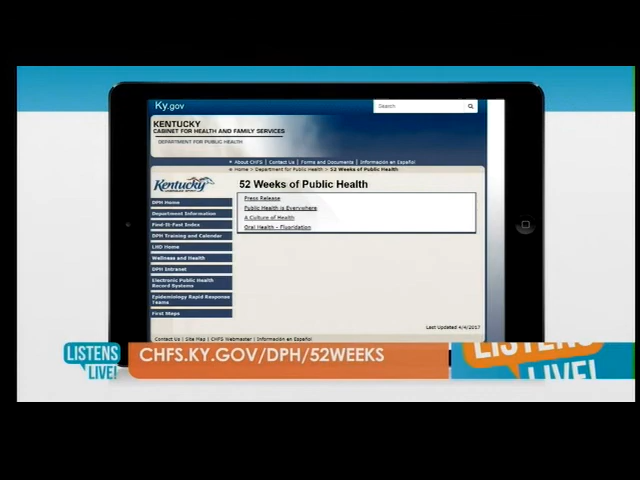 Ky.gov
Search
KENTUCKY
CABINET FOR HEALTH AND FAMILY SERVICES
DEPARTMENT FOR PUBLIC HEALTH
About CHFS | Contact Us | Forms and Documents | Información en Español
Home > Department for Public Health > 52 Weeks of Public Health
Kentucky
UNBRIDLED SPIRIT
52 Weeks of Public Health
Press Release
Public Health is Everywhere
A Culture of Health
Oral Health - Fluoridation
DPH Home
Department Information
Find-It-Fast Index
DPH Training and Calendar
LHD Home
Wellness and Health
DPH Intranet
Electronic Public Health
Record Systems
Epidemiology Rapid Response
Teams
First Steps
Last Updated 4/4/2017
Contact Us | Site Map | CHFS Webmaster | Información en Español
LISTENS
LIVE!
CHFS.KY.GOV/DPH/52WEEKS
LISTENS
LIVE!